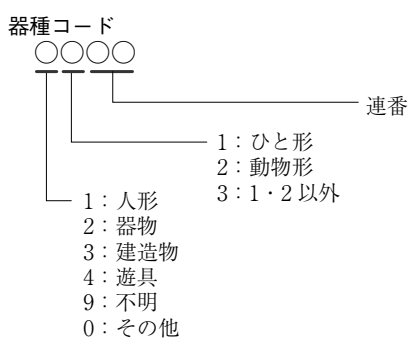 器種コード
○○○○
連番
1：ひと形
2：動物形
3：1・2以外
1：人形
2：器物
3：建造物
4：遊具
9：不明
0：その他